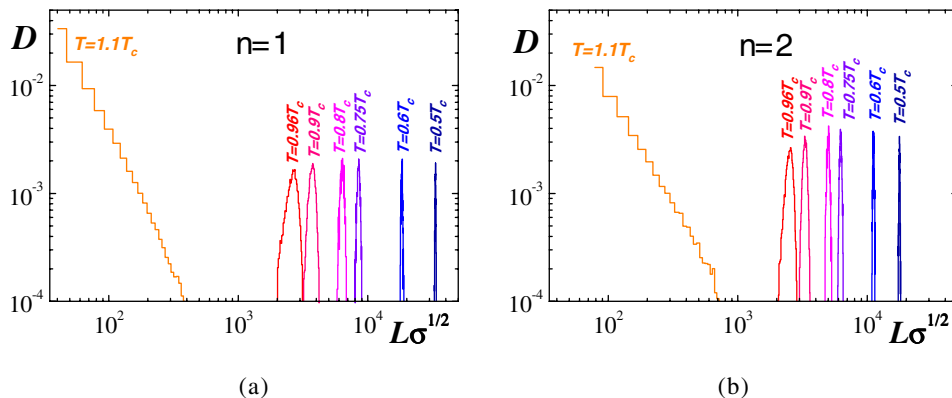 D
n=1
T=1.1T_c
T=0.96T_c
T=0.9T_c
T=0.8T_c
T=0.75T_c
T=0.6T_c
T=0.5T_c
10^-2
10^-3
10^-4
10^2
10^3
10^4
Lσ^1/2
(a)
D
n=2
T=1.1T_c
T=0.96T_c
T=0.9T_c
T=0.8T_c
T=0.75T_c
T=0.6T_c
T=0.5T_c
10^-2
10^-3
10^-4
10^2
10^3
10^4
Lσ^1/2
(b)